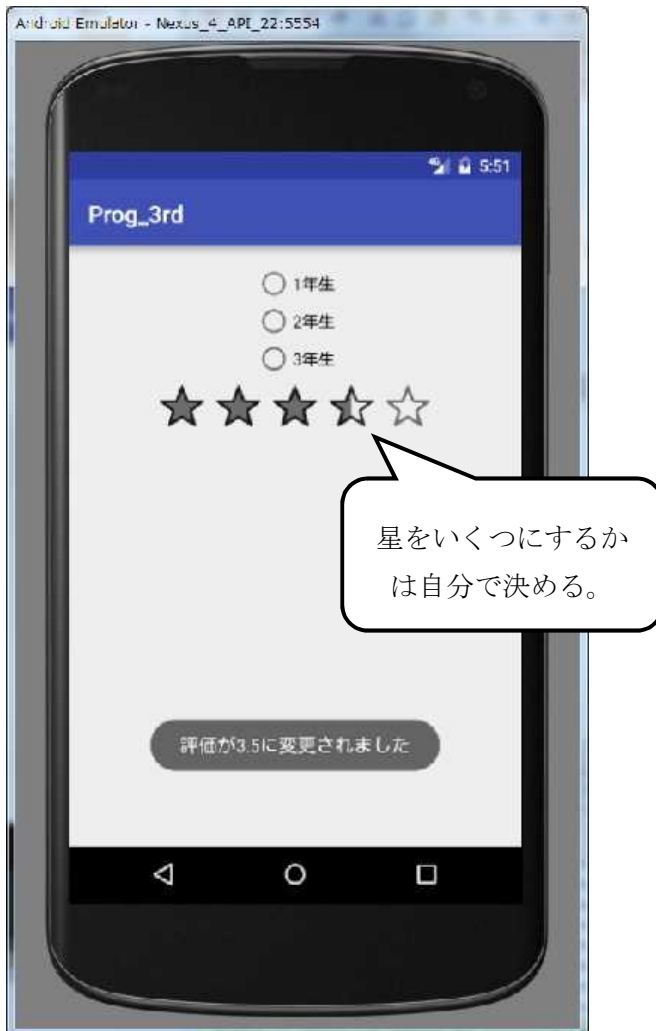 Android Emulator - Nexus_4_API_22:5554
5:51
Prog_3rd
1年生
2年生
3年生
星をいくつにするか
は自分で決める。
評価が3.5に変更されました